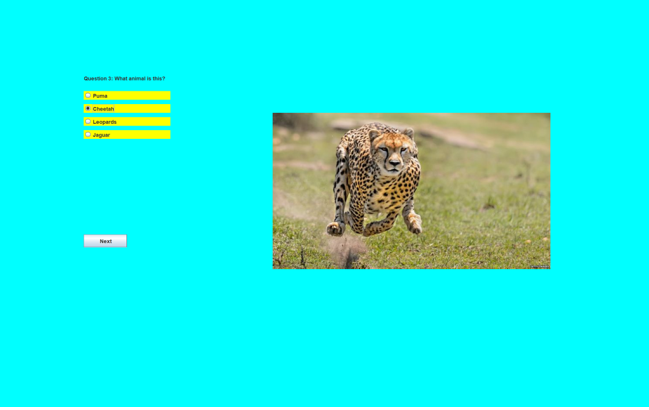 Question 3: What animal is this?
Puma
Cheetah
Leopards
Jaguar
Next